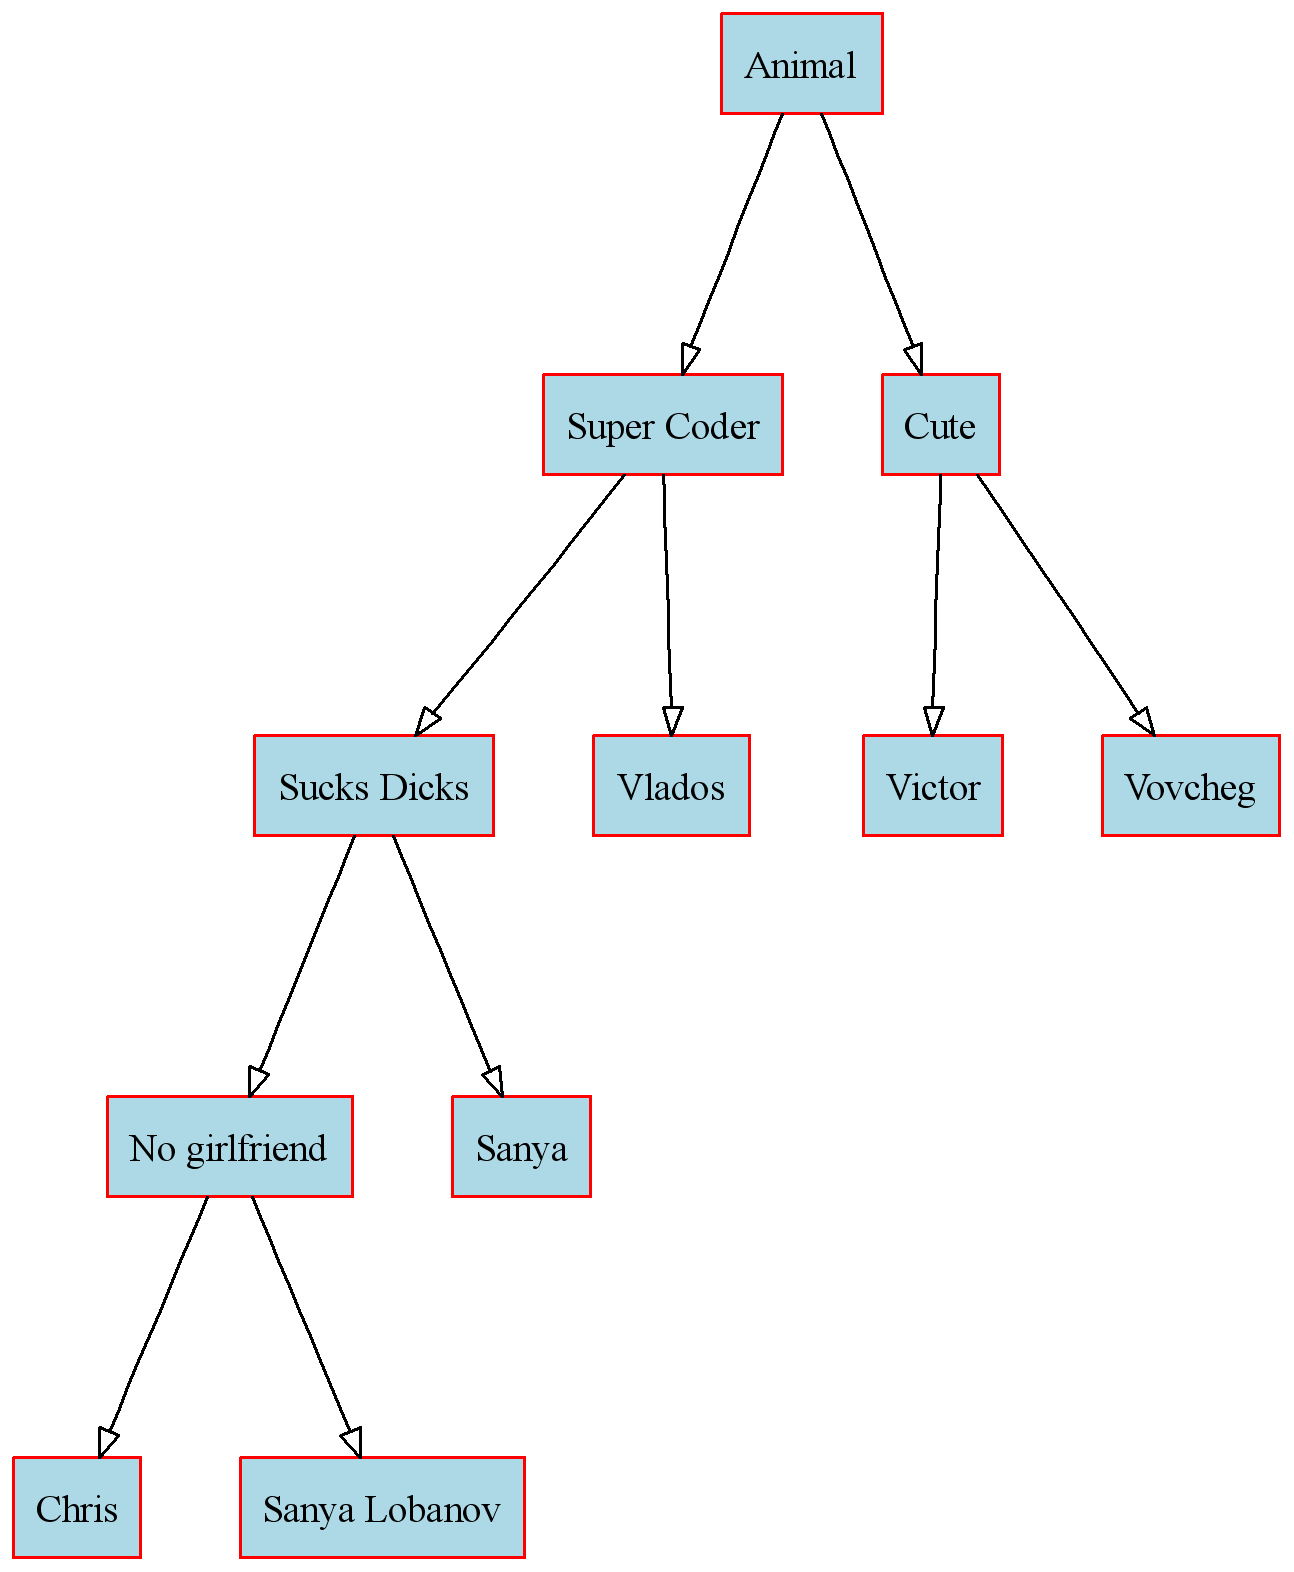 Animal
Super Coder
Cute
Sucks Dicks
Vlados
Victor
Vovcheg
No girlfriend
Sanya
Chris
Sanya Lobanov